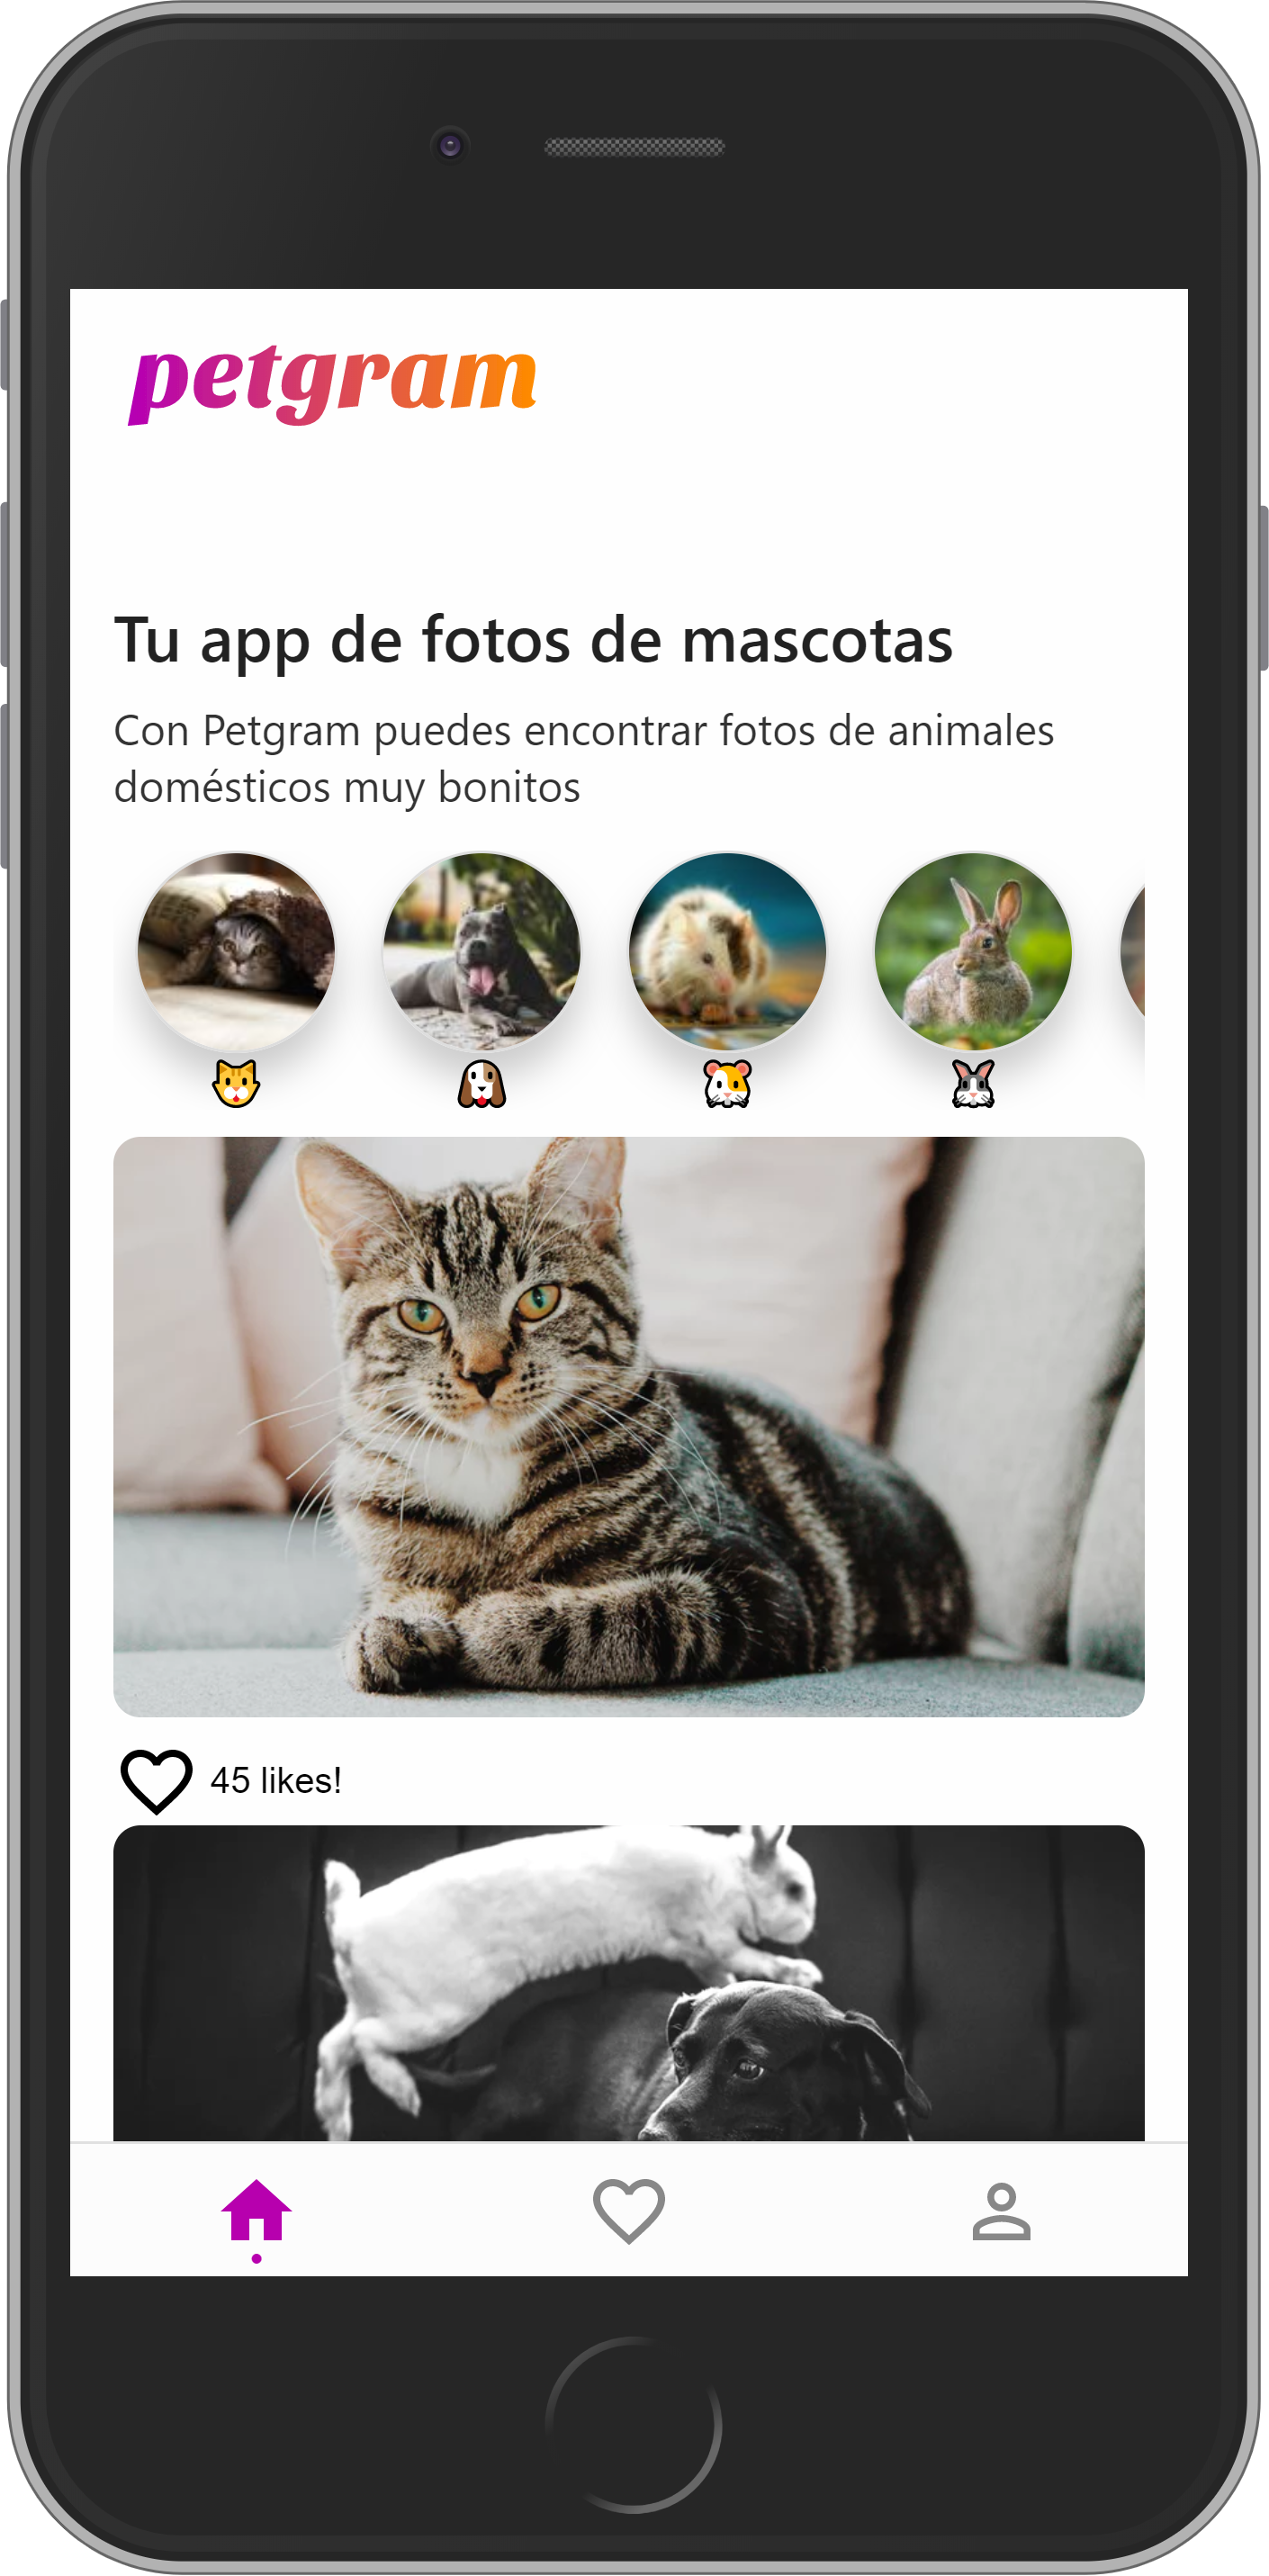 petgram
Tu app de fotos de mascotas
Con Petgram puedes encontrar fotos de animales
domésticos muy bonitos
45 likes!